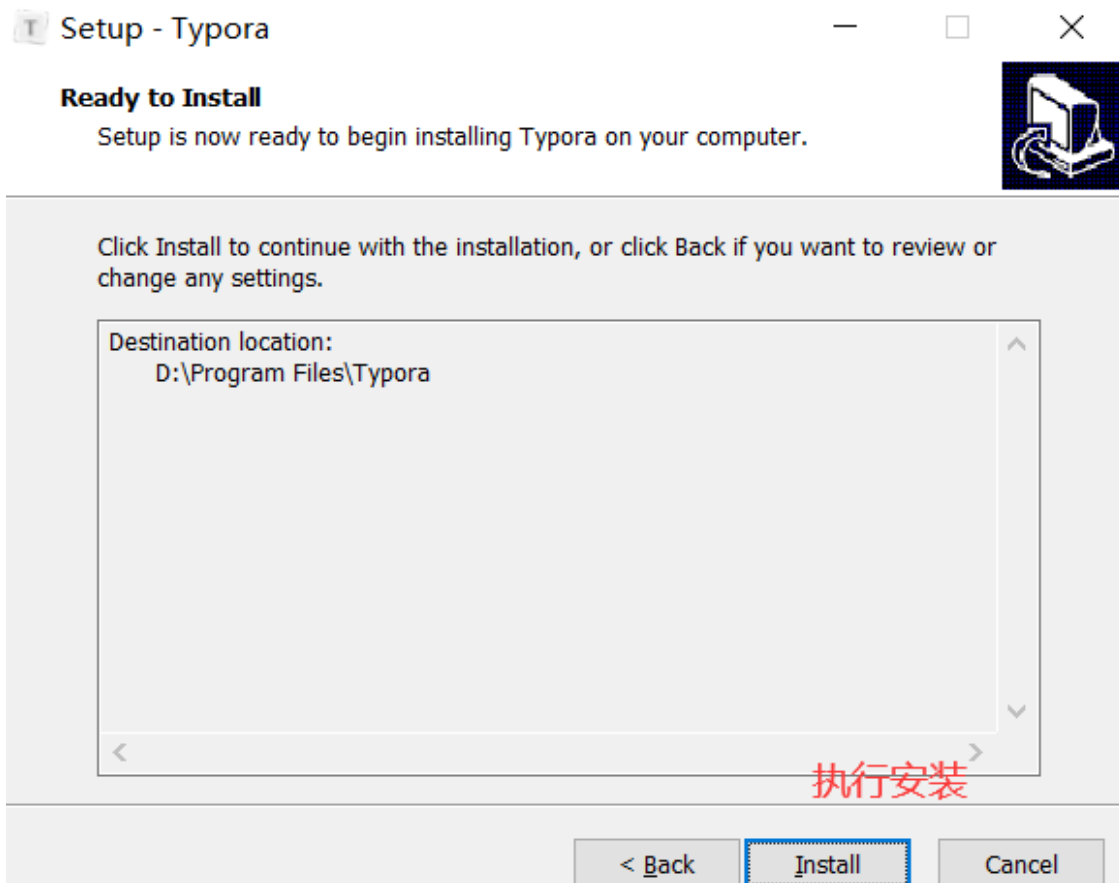 T Setup - Typora
Ready to Install
Setup is now ready to begin installing Typora on your computer.
Click Install to continue with the installation, or click Back if you want to review or
change any settings.
Destination location:
D:\Program Files\Typora
执行安装
< Back Install Cancel